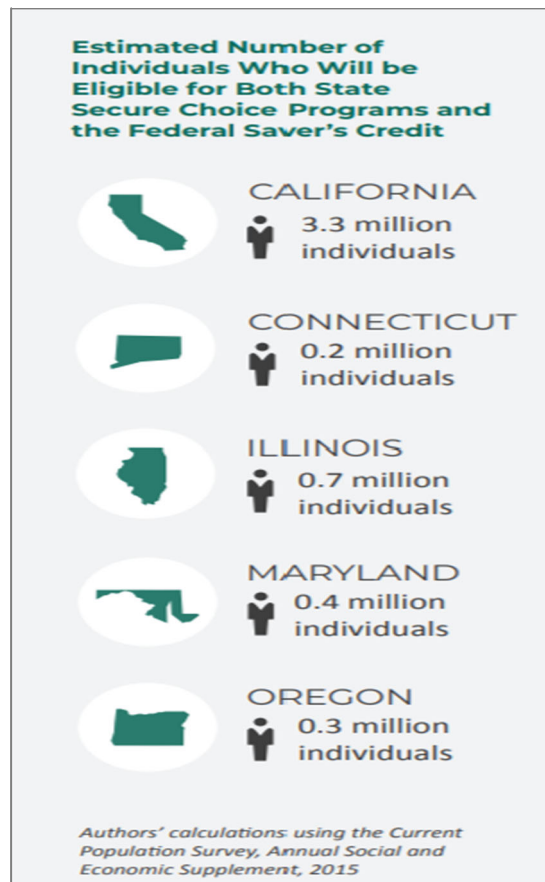 Estimated Number of
Individuals Who Will be
Eligible for Both State
Secure Choice Programs and
the Federal Saver's Credit
CALIFORNIA
3.3 million
individuals
CONNECTICUT
0.2 million
individuals
ILLINOIS
0.7 million
individuals
MARYLAND
0.4 million
individuals
OREGON
0.3 million
individuals
Authors' calculations using the Current
Population Survey, Annual Social and
Economic Supplement, 2015